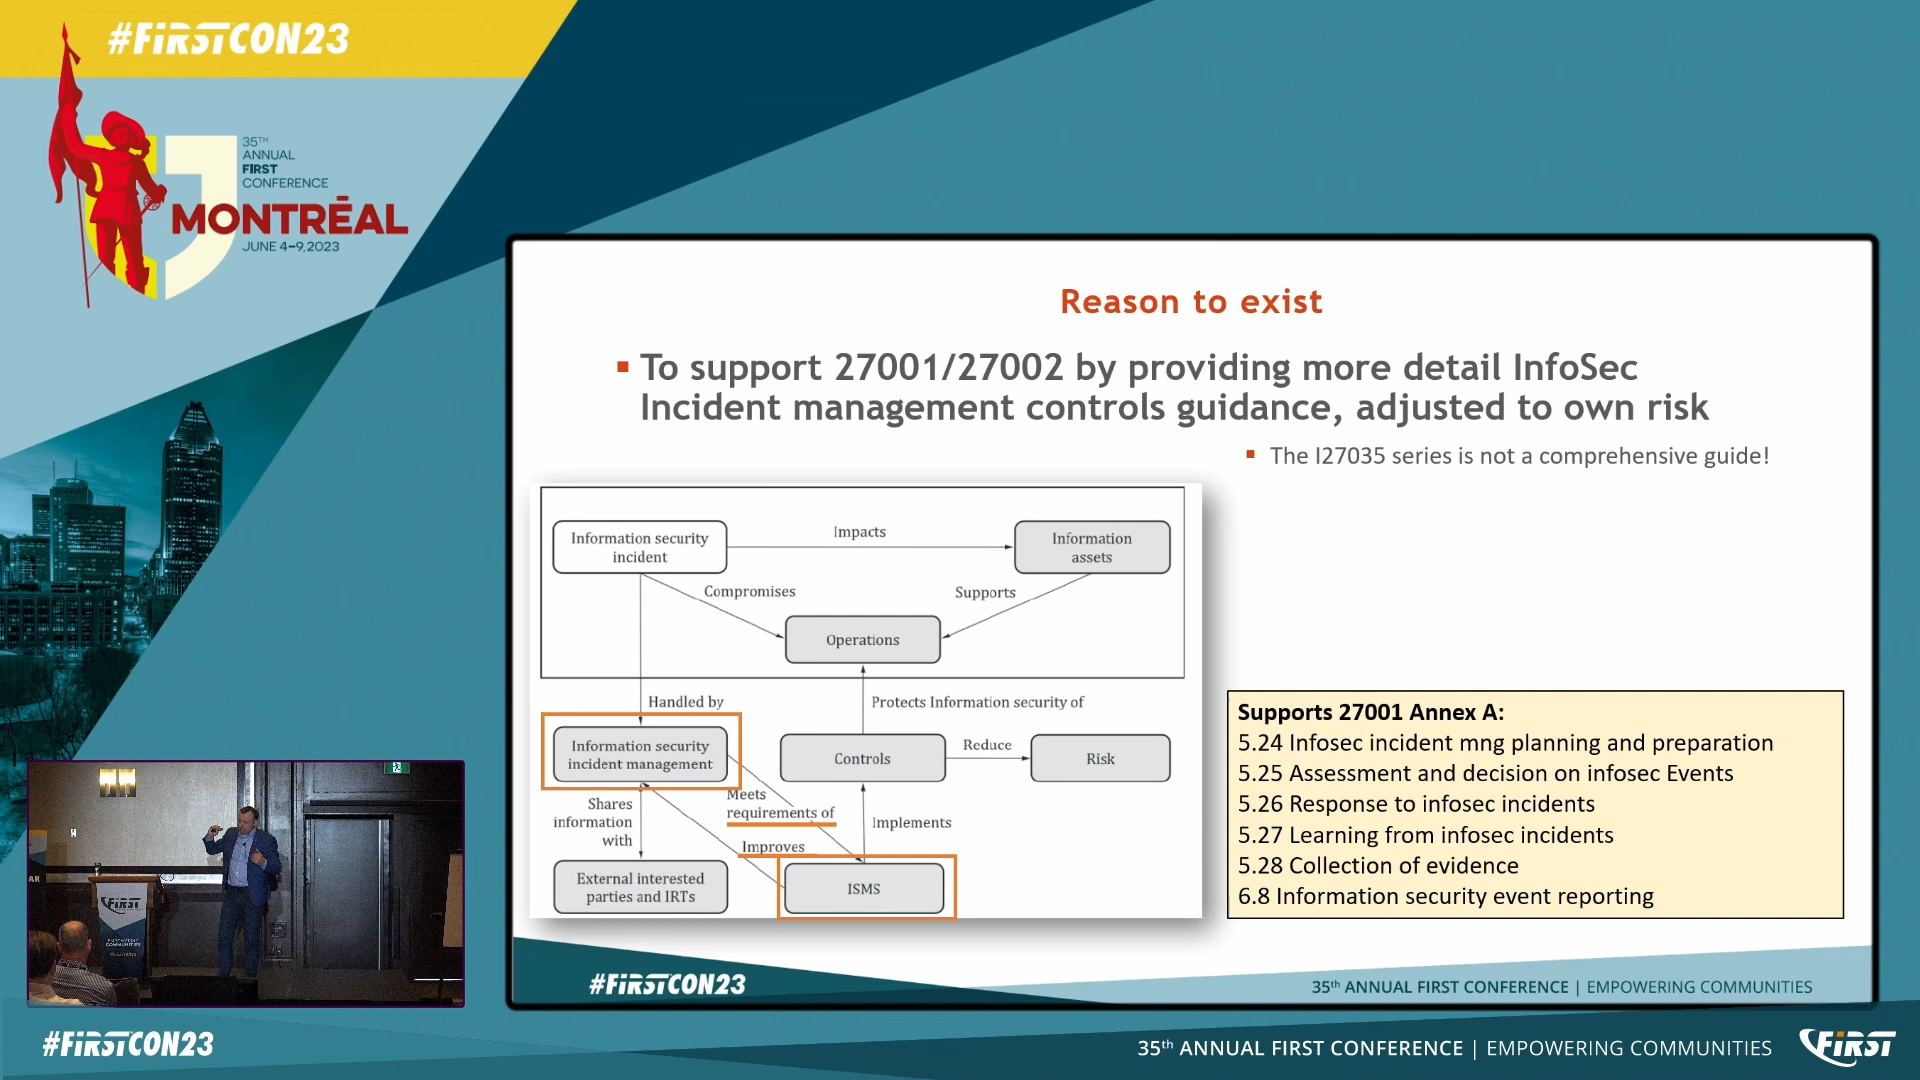 #FiRSTCON23
35TH
ANNUAL
FiRST
CONFERENCE
MONTRÉAL
JUNE 4–9, 2023
Reason to exist
▪ To support 27001/27002 by providing more detail InfoSec
Incident management controls guidance, adjusted to own risk
▪ The I27035 series is not a comprehensive guide!
Information security
incident
Impacts
Information
assets
Compromises
Supports
Operations
Handled by
Protects Information security of
Information security
incident management
Controls
Reduce
Risk
Shares
information
with
Meets
requirements of
Implements
Improves
External interested
parties and IRTs
ISMS
Supports 27001 Annex A:
5.24 Infosec incident mng planning and preparation
5.25 Assessment and decision on infosec Events
5.26 Response to infosec incidents
5.27 Learning from infosec incidents
5.28 Collection of evidence
6.8 Information security event reporting
#FiRSTCON23
35th ANNUAL FIRST CONFERENCE | EMPOWERING COMMUNITIES
AR
FiRST
EMPOWERING
COMMUNITIES
#FiRSTCON23
35th ANNUAL FIRST CONFERENCE | EMPOWERING COMMUNITIES
FiRST